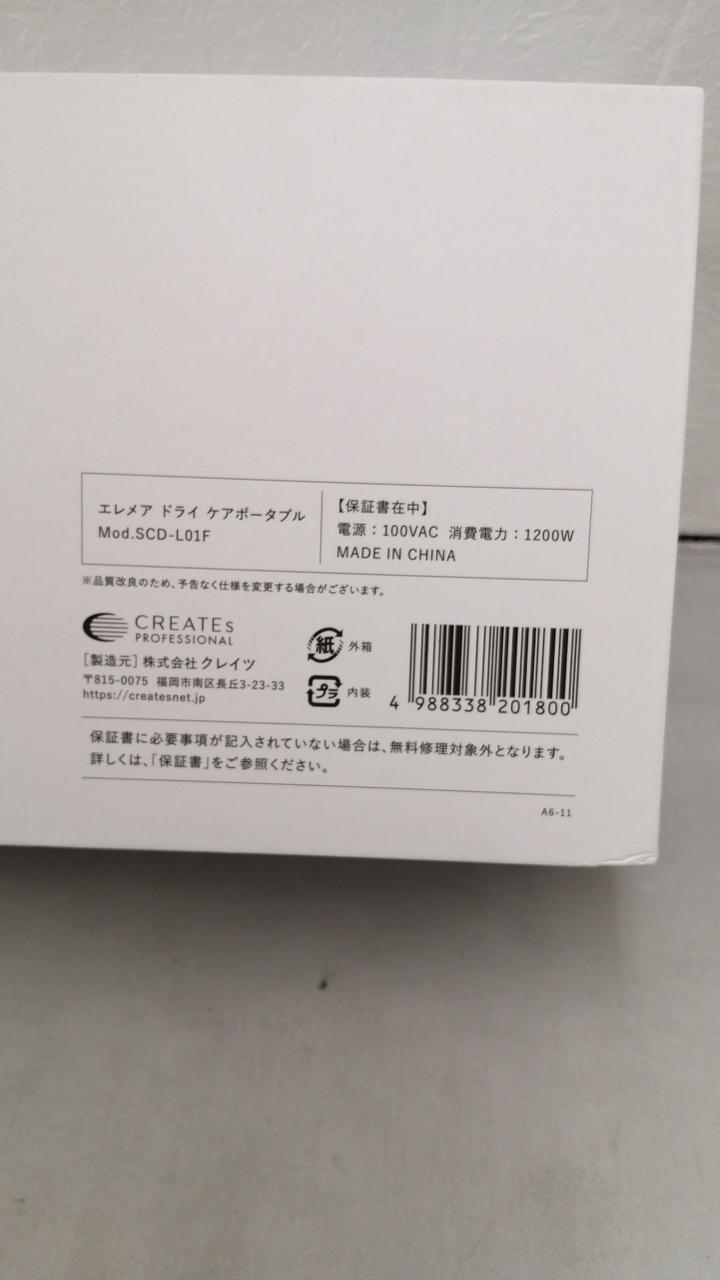 エレメア ドライ ケアポータブル
Mod.SCD-L01F
【保証書在中】
電源：100VAC 消費電力：1200W
MADE IN CHINA
※品質改良のため、予告なく仕様を変更する場合がございます。
CREATEs
PROFESSIONAL
［製造元］株式会社クレイツ
〒815-0075 福岡市南区長丘3-23-33
https://createsnet.jp
紙 外箱
プラ 内装
4 988338 201800
保証書に必要事項が記入されていない場合は、無料修理対象外となります。
詳しくは、「保証書」をご参照ください。
A6-11